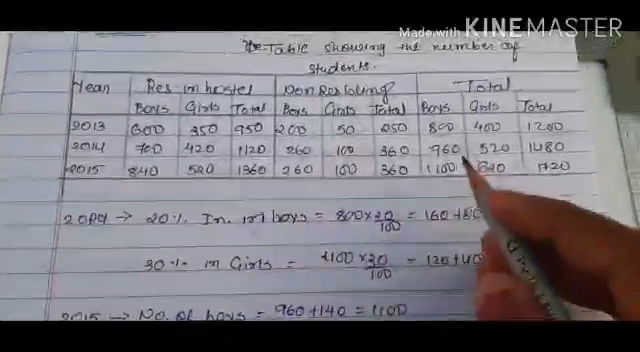 Made with KINEMASTER
Table showing the number of
students.
Year Res in hostel Non Residing Total
Boys Girls Total Boys Girls Total Boys Girls Total
2013 600 350 950 200 50 250 800 400 1200
2014 700 420 1120 260 100 360 960 520 1480
2015 840 520 1360 260 100 360 1100 620 1720
2014 → 20% In. in boys = 800 × 20/100 = 160 + 80
30% in Girls = 400 × 30/100 = 120 + 40
2015 → No. of boys = 960 + 140 = 1100